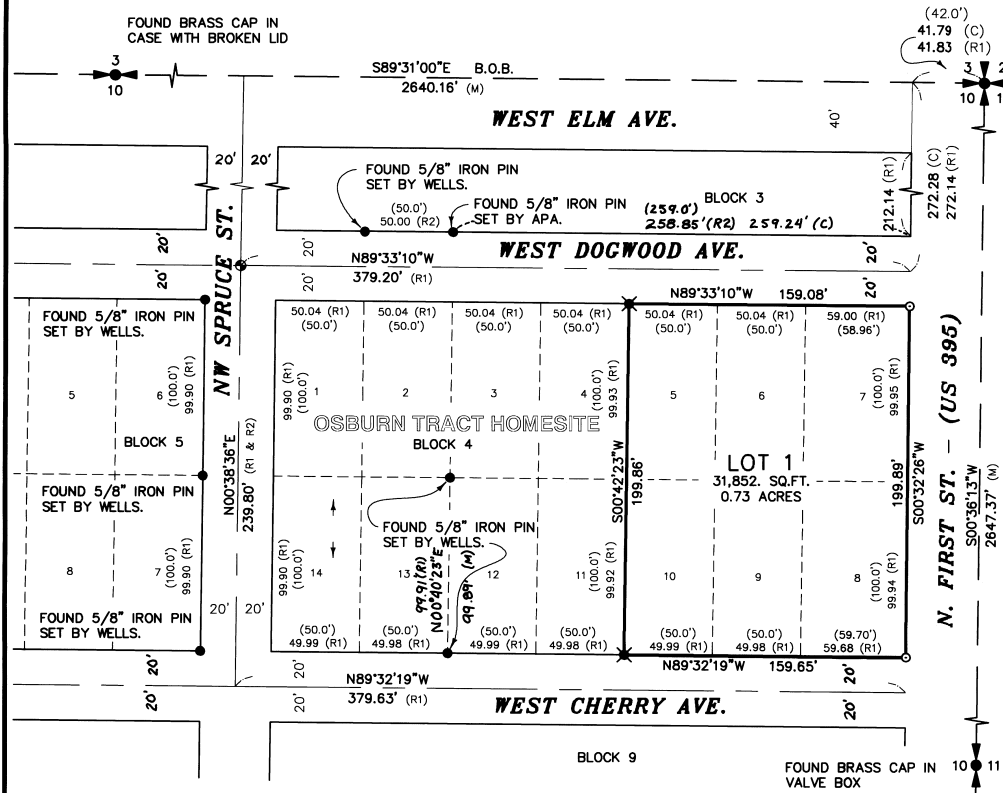 FOUND BRASS CAP IN
CASE WITH BROKEN LID
3
10
S89°31'00"E B.O.B.
2640.16' (M)
(42.0')
41.79 (C)
41.83 (R1)
3 2
10 1
WEST ELM AVE.
40'
20' 20'
FOUND 5/8" IRON PIN
SET BY WELLS.
(50.0')
50.00 (R2)
FOUND 5/8" IRON PIN
SET BY APA.
BLOCK 3
(259.0')
258.85'(R2) 259.24' (C)
212.14 (R1)
272.28 (C)
272.14 (R1)
20'
20'
20'
WEST DOGWOOD AVE.
N89°33'10"W
379.20' (R1)
20'
20'
20'
NW SPRUCE ST.
N89°33'10"W 159.08'
FOUND 5/8" IRON PIN
SET BY WELLS.
50.04 (R1)
(50.0')
50.04 (R1)
(50.0')
50.04 (R1)
(50.0')
50.04 (R1)
(50.0')
50.04 (R1)
(50.0')
50.04 (R1)
(50.0')
59.00 (R1)
(58.96')
5
6
(100.0')
99.90 (R1)
99.90 (R1)
(100.0')
1
2
3
4
(100.0')
99.93 (R1)
5
6
7
(100.0')
99.95 (R1)
OSBURN TRACT HOMESITE
BLOCK 5
BLOCK 4
N00°38'36"E
239.80' (R1 & R2)
S00°42'23"W
199.86'
LOT 1
31,852. SQ.FT.
0.73 ACRES
199.89'
S00°32'26"W
N. FIRST ST. - (US 395)
S00°36'13"W
2647.37' (M)
FOUND 5/8" IRON PIN
SET BY WELLS.
FOUND 5/8" IRON PIN
SET BY WELLS.
8
7
(100.0')
99.90 (R1)
99.90 (R1)
(100.0')
14
13
99.91(R1)
N00°40'23"E
99.89' (M)
12
11
(100.0')
99.92 (R1)
10
9
8
(100.0')
99.94 (R1)
FOUND 5/8" IRON PIN
SET BY WELLS.
20' 20'
(50.0')
49.99 (R1)
(50.0')
49.98 (R1)
(50.0')
49.99 (R1)
(50.0')
49.98 (R1)
(50.0')
49.99 (R1)
(50.0')
49.98 (R1)
(59.70')
59.68 (R1)
N89°32'19"W 159.65'
20'
20'
20'
N89°32'19"W
379.63' (R1)
20'
20'
20'
WEST CHERRY AVE.
BLOCK 9
FOUND BRASS CAP IN
VALVE BOX
10 11